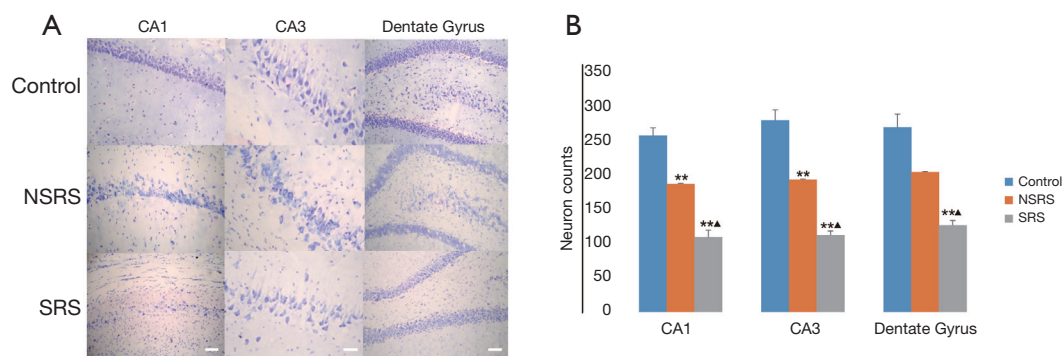 A
CA1
CA3
Dentate Gyrus
Control
NSRS
SRS
B
Neuron counts
350
300
250
200
150
100
50
0
**
**▲
**
**▲
**▲
CA1
CA3
Dentate Gyrus
Control
NSRS
SRS